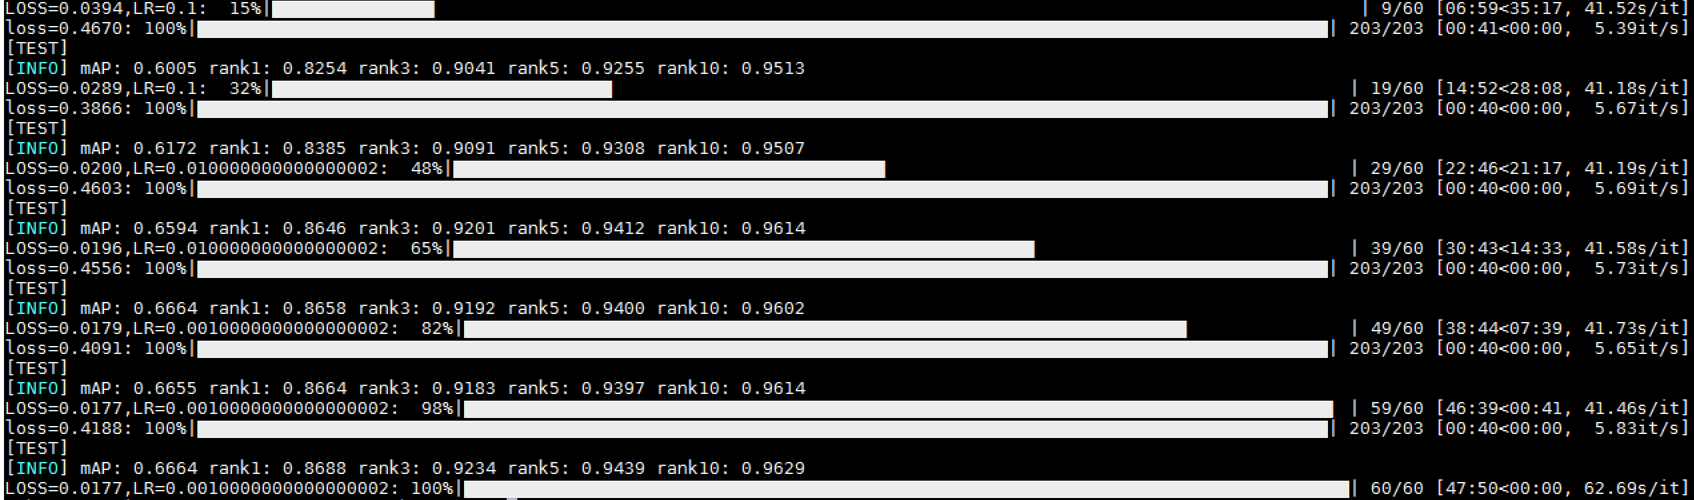 LOSS=0.0394,LR=0.1:  15%| | 9/60 [06:59<35:17, 41.52s/it]
loss=0.4670: 100%| | 203/203 [00:41<00:00,  5.39it/s]
[TEST]
[INFO] mAP: 0.6005 rank1: 0.8254 rank3: 0.9041 rank5: 0.9255 rank10: 0.9513
LOSS=0.0289,LR=0.1:  32%| | 19/60 [14:52<28:08, 41.18s/it]
loss=0.3866: 100%| | 203/203 [00:40<00:00,  5.67it/s]
[TEST]
[INFO] mAP: 0.6172 rank1: 0.8385 rank3: 0.9091 rank5: 0.9308 rank10: 0.9507
LOSS=0.0200,LR=0.010000000000000002:  48%| | 29/60 [22:46<21:17, 41.19s/it]
loss=0.4603: 100%| | 203/203 [00:40<00:00,  5.69it/s]
[TEST]
[INFO] mAP: 0.6594 rank1: 0.8646 rank3: 0.9201 rank5: 0.9412 rank10: 0.9614
LOSS=0.0196,LR=0.010000000000000002:  65%| | 39/60 [30:43<14:33, 41.58s/it]
loss=0.4556: 100%| | 203/203 [00:40<00:00,  5.73it/s]
[TEST]
[INFO] mAP: 0.6664 rank1: 0.8658 rank3: 0.9192 rank5: 0.9400 rank10: 0.9602
LOSS=0.0179,LR=0.0010000000000000002:  82%| | 49/60 [38:44<07:39, 41.73s/it]
loss=0.4091: 100%| | 203/203 [00:40<00:00,  5.65it/s]
[TEST]
[INFO] mAP: 0.6655 rank1: 0.8664 rank3: 0.9183 rank5: 0.9397 rank10: 0.9614
LOSS=0.0177,LR=0.0010000000000000002:  98%| | 59/60 [46:39<00:41, 41.46s/it]
loss=0.4188: 100%| | 203/203 [00:40<00:00,  5.83it/s]
[TEST]
[INFO] mAP: 0.6664 rank1: 0.8688 rank3: 0.9234 rank5: 0.9439 rank10: 0.9629
LOSS=0.0177,LR=0.0010000000000000002: 100%| | 60/60 [47:50<00:00, 62.69s/it]